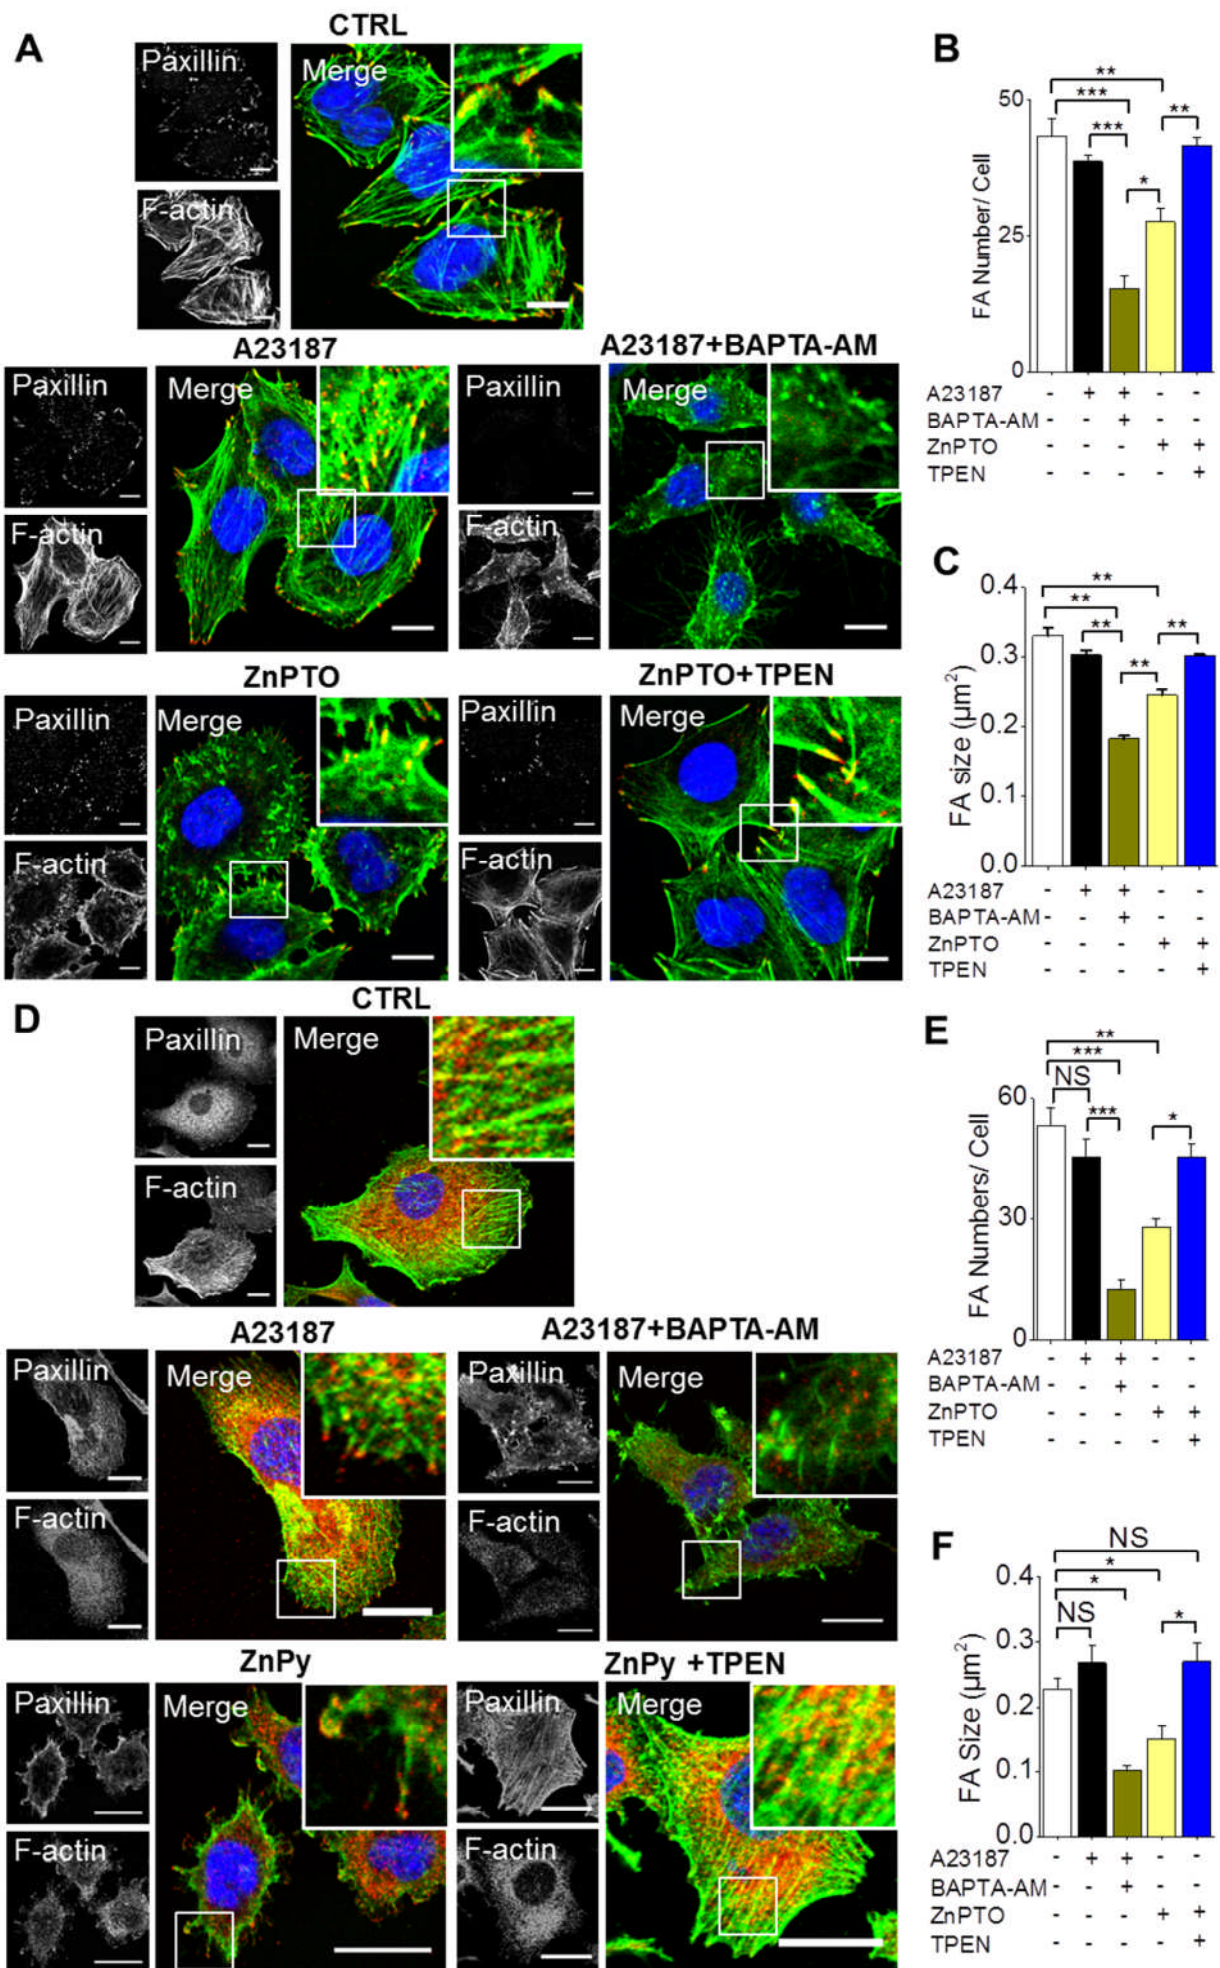 A
CTRL
Paxillin
F-actin
Merge
A23187
Paxillin
F-actin
Merge
A23187+BAPTA-AM
Paxillin
F-actin
Merge
ZnPTO
Paxillin
F-actin
Merge
ZnPTO+TPEN
Paxillin
F-actin
Merge
B
** 
*** **
***
*
FA Number/ Cell
50
25
0
A23187 - + + - -
BAPTA-AM - - + - -
ZnPTO - - - + +
TPEN - - - - +
C
**
**
** **
**
FA size (µm²)
0.4
0.3
0.2
0.1
0.0
A23187 - + + - -
BAPTA-AM - - + - -
ZnPTO - - - + +
TPEN - - - - +
D
CTRL
Paxillin
F-actin
Merge
A23187
Paxillin
F-actin
Merge
A23187+BAPTA-AM
Paxillin
F-actin
Merge
ZnPy
Paxillin
F-actin
Merge
ZnPy +TPEN
Paxillin
F-actin
Merge
E
**
***
NS
*** *
FA Numbers/ Cell
60
30
0
A23187 - + + - -
BAPTA-AM - - + - -
ZnPTO - - - + +
TPEN - - - - +
F
NS
*
*
NS *
FA Size (µm²)
0.4
0.3
0.2
0.1
0.0
A23187 - + + - -
BAPTA-AM - - + - -
ZnPTO - - - + +
TPEN - - - - +